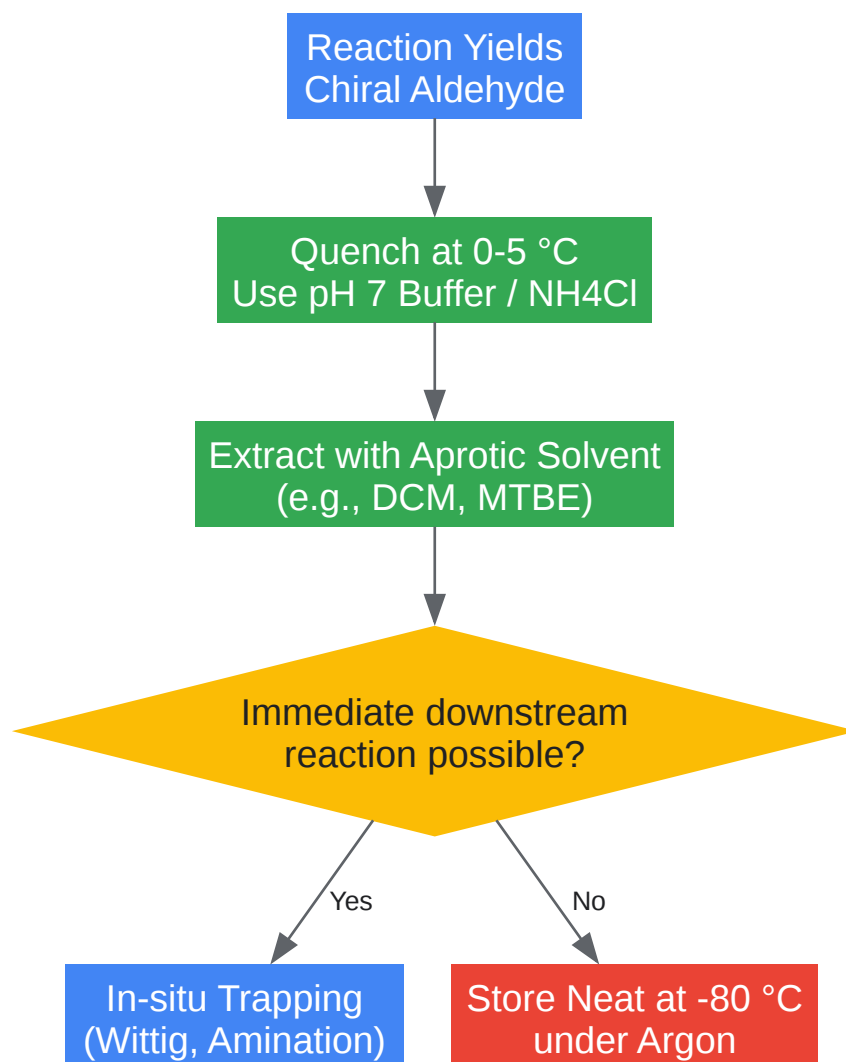 Reaction Yields
Chiral Aldehyde
Quench at 0-5 °C
Use pH 7 Buffer / NH4Cl
Extract with Aprotic Solvent
(e.g., DCM, MTBE)
Immediate downstream
reaction possible?
Yes
No
In-situ Trapping
(Wittig, Amination)
Store Neat at -80 °C
under Argon